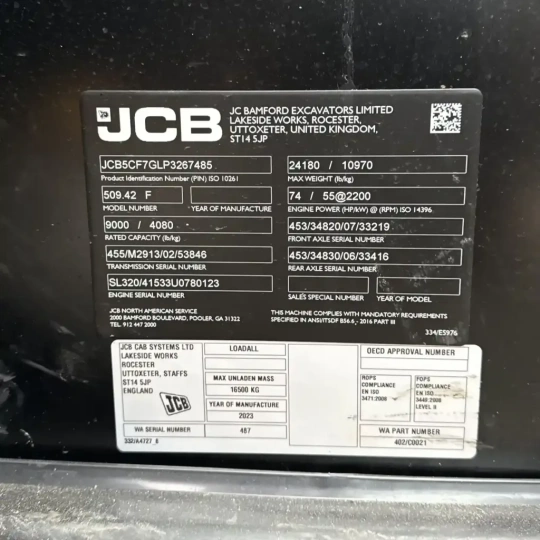 JCB
JC BAMFORD EXCAVATORS LIMITED
LAKESIDE WORKS, ROCESTER,
UTTOXETER, UNITED KINGDOM,
ST14 5JP
JCB5CF7GLP3267485
Product Identification Number (PIN) ISO 10261
24180 / 10970
MAX WEIGHT (lb/kg)
509.42 F
MODEL NUMBER
YEAR OF MANUFACTURE
74 / 55@2200
ENGINE POWER (HP/kW) @ (RPM) ISO 14396
9000 / 4080
RATED CAPACITY (lb/kg)
453/34820/07/33219
FRONT AXLE SERIAL NUMBER
455/M2913/02/53846
TRANSMISSION SERIAL NUMBER
453/34830/06/33416
REAR AXLE SERIAL NUMBER
SL320/41533U0780123
ENGINE SERIAL NUMBER
SALES SPECIAL NUMBER
YEAR OF MODEL
JCB NORTH AMERICAN SERVICE
2000 BAMFORD BOULEVARD, POOLER, GA 31322
TEL. 912 447 2000
THIS MACHINE COMPLIES WITH MANDATORY REQUIREMENTS
SPECIFIED IN ANSI/ITSDF B56.6 - 2016 PART III
334/E5976
JCB CAB SYSTEMS LTD
LAKESIDE WORKS
ROCESTER
UTTOXETER, STAFFS
ST14 5JP
ENGLAND
JCB
LOADALL
MAX UNLADEN MASS
16500 KG
YEAR OF MANUFACTURE
2023
WA SERIAL NUMBER
487
332/A4727_8
OECD APPROVAL NUMBER
ROPS
COMPLIANCE
EN ISO
3471:2008
FOPS
COMPLIANCE
EN ISO
3449:2008
LEVEL II
WA PART NUMBER
402/C0021